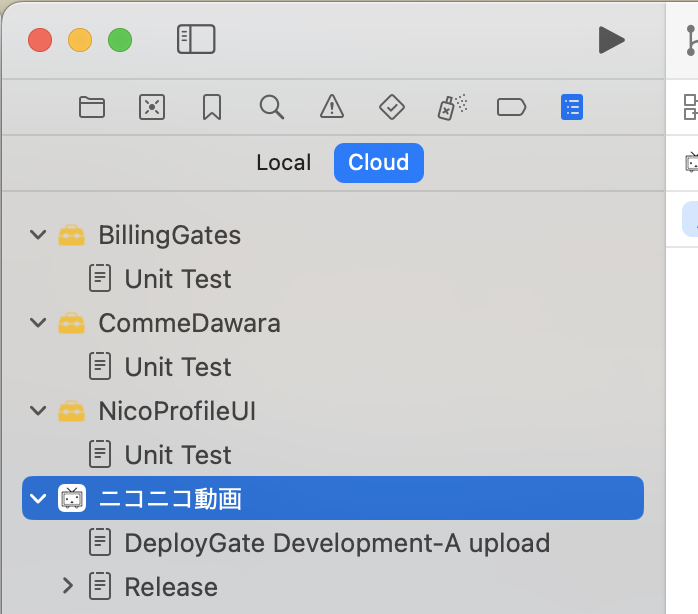 Local Cloud
BillingGates
Unit Test
CommeDawara
Unit Test
NicoProfileUI
Unit Test
ニコニコ動画
DeployGate Development-A upload
Release